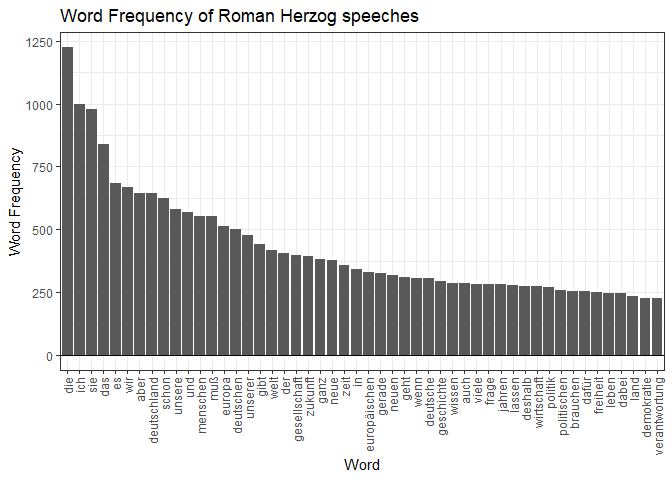 Word Frequency of Roman Herzog speeches
1250
1000
750
500
250
0
Word Frequency
die
ich
sie
das
es
wir
aber
deutschland
schon
unsere
und
menschen
muß
europa
deutschen
unserer
gibt
welt
der
gesellschaft
zukunft
ganz
neue
zeit
in
europäischen
gerade
neuen
geht
wenn
deutsche
geschichte
wissen
auch
viele
frage
jahren
lassen
deshalb
wirtschaft
politik
politischen
brauchen
dafür
freiheit
leben
dabei
land
demokratie
verantwortung
Word